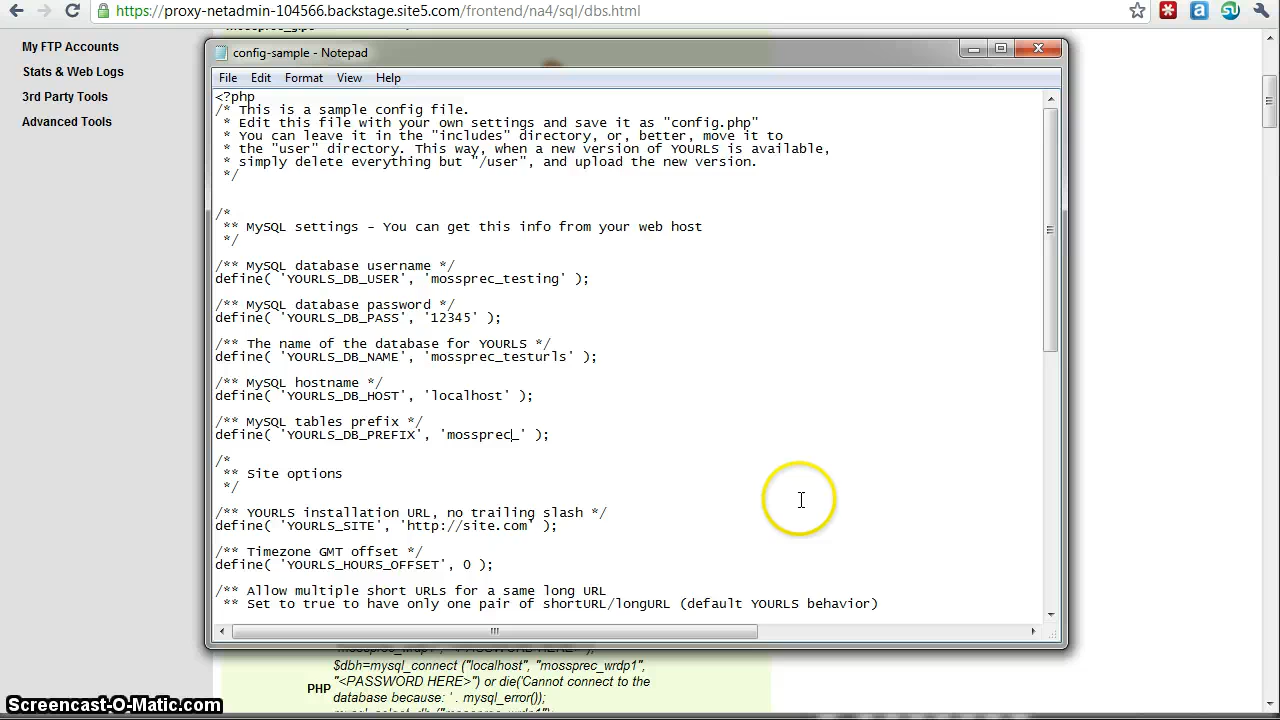 https://proxy-netadmin-104566.backstage.site5.com/frontend/na4/sql/dbs.html
My FTP Accounts
Stats & Web Logs
3rd Party Tools
Advanced Tools
config-sample - Notepad
File Edit Format View Help
<?php
/* This is a sample config file.
* Edit this file with your own settings and save it as "config.php"
* You can leave it in the "includes" directory, or, better, move it to
* the "user" directory. This way, when a new version of YOURLS is available,
* simply delete everything but "/user", and upload the new version.
*/
/*
** MySQL settings - You can get this info from your web host
*/
/** MySQL database username */
define( 'YOURLS_DB_USER', 'mossprec_testing' );
/** MySQL database password */
define( 'YOURLS_DB_PASS', '12345' );
/** The name of the database for YOURLS */
define( 'YOURLS_DB_NAME', 'mossprec_testurls' );
/** MySQL hostname */
define( 'YOURLS_DB_HOST', 'localhost' );
/** MySQL tables prefix */
define( 'YOURLS_DB_PREFIX', 'mossprec_' );
/*
** Site options
*/
/** YOURLS installation URL, no trailing slash */
define( 'YOURLS_SITE', 'http://site.com' );
/** Timezone GMT offset */
define( 'YOURLS_HOURS_OFFSET', 0 );
/** Allow multiple short URLs for a same long URL
** Set to true to have only one pair of shortURL/longURL (default YOURLS behavior)
$dbh=mysql_connect ("localhost", "mossprec_wrdp1",
"<PASSWORD HERE>") or die('Cannot connect to the
PHP
database because: ' . mysql_error());
Screencast-O-Matic.com